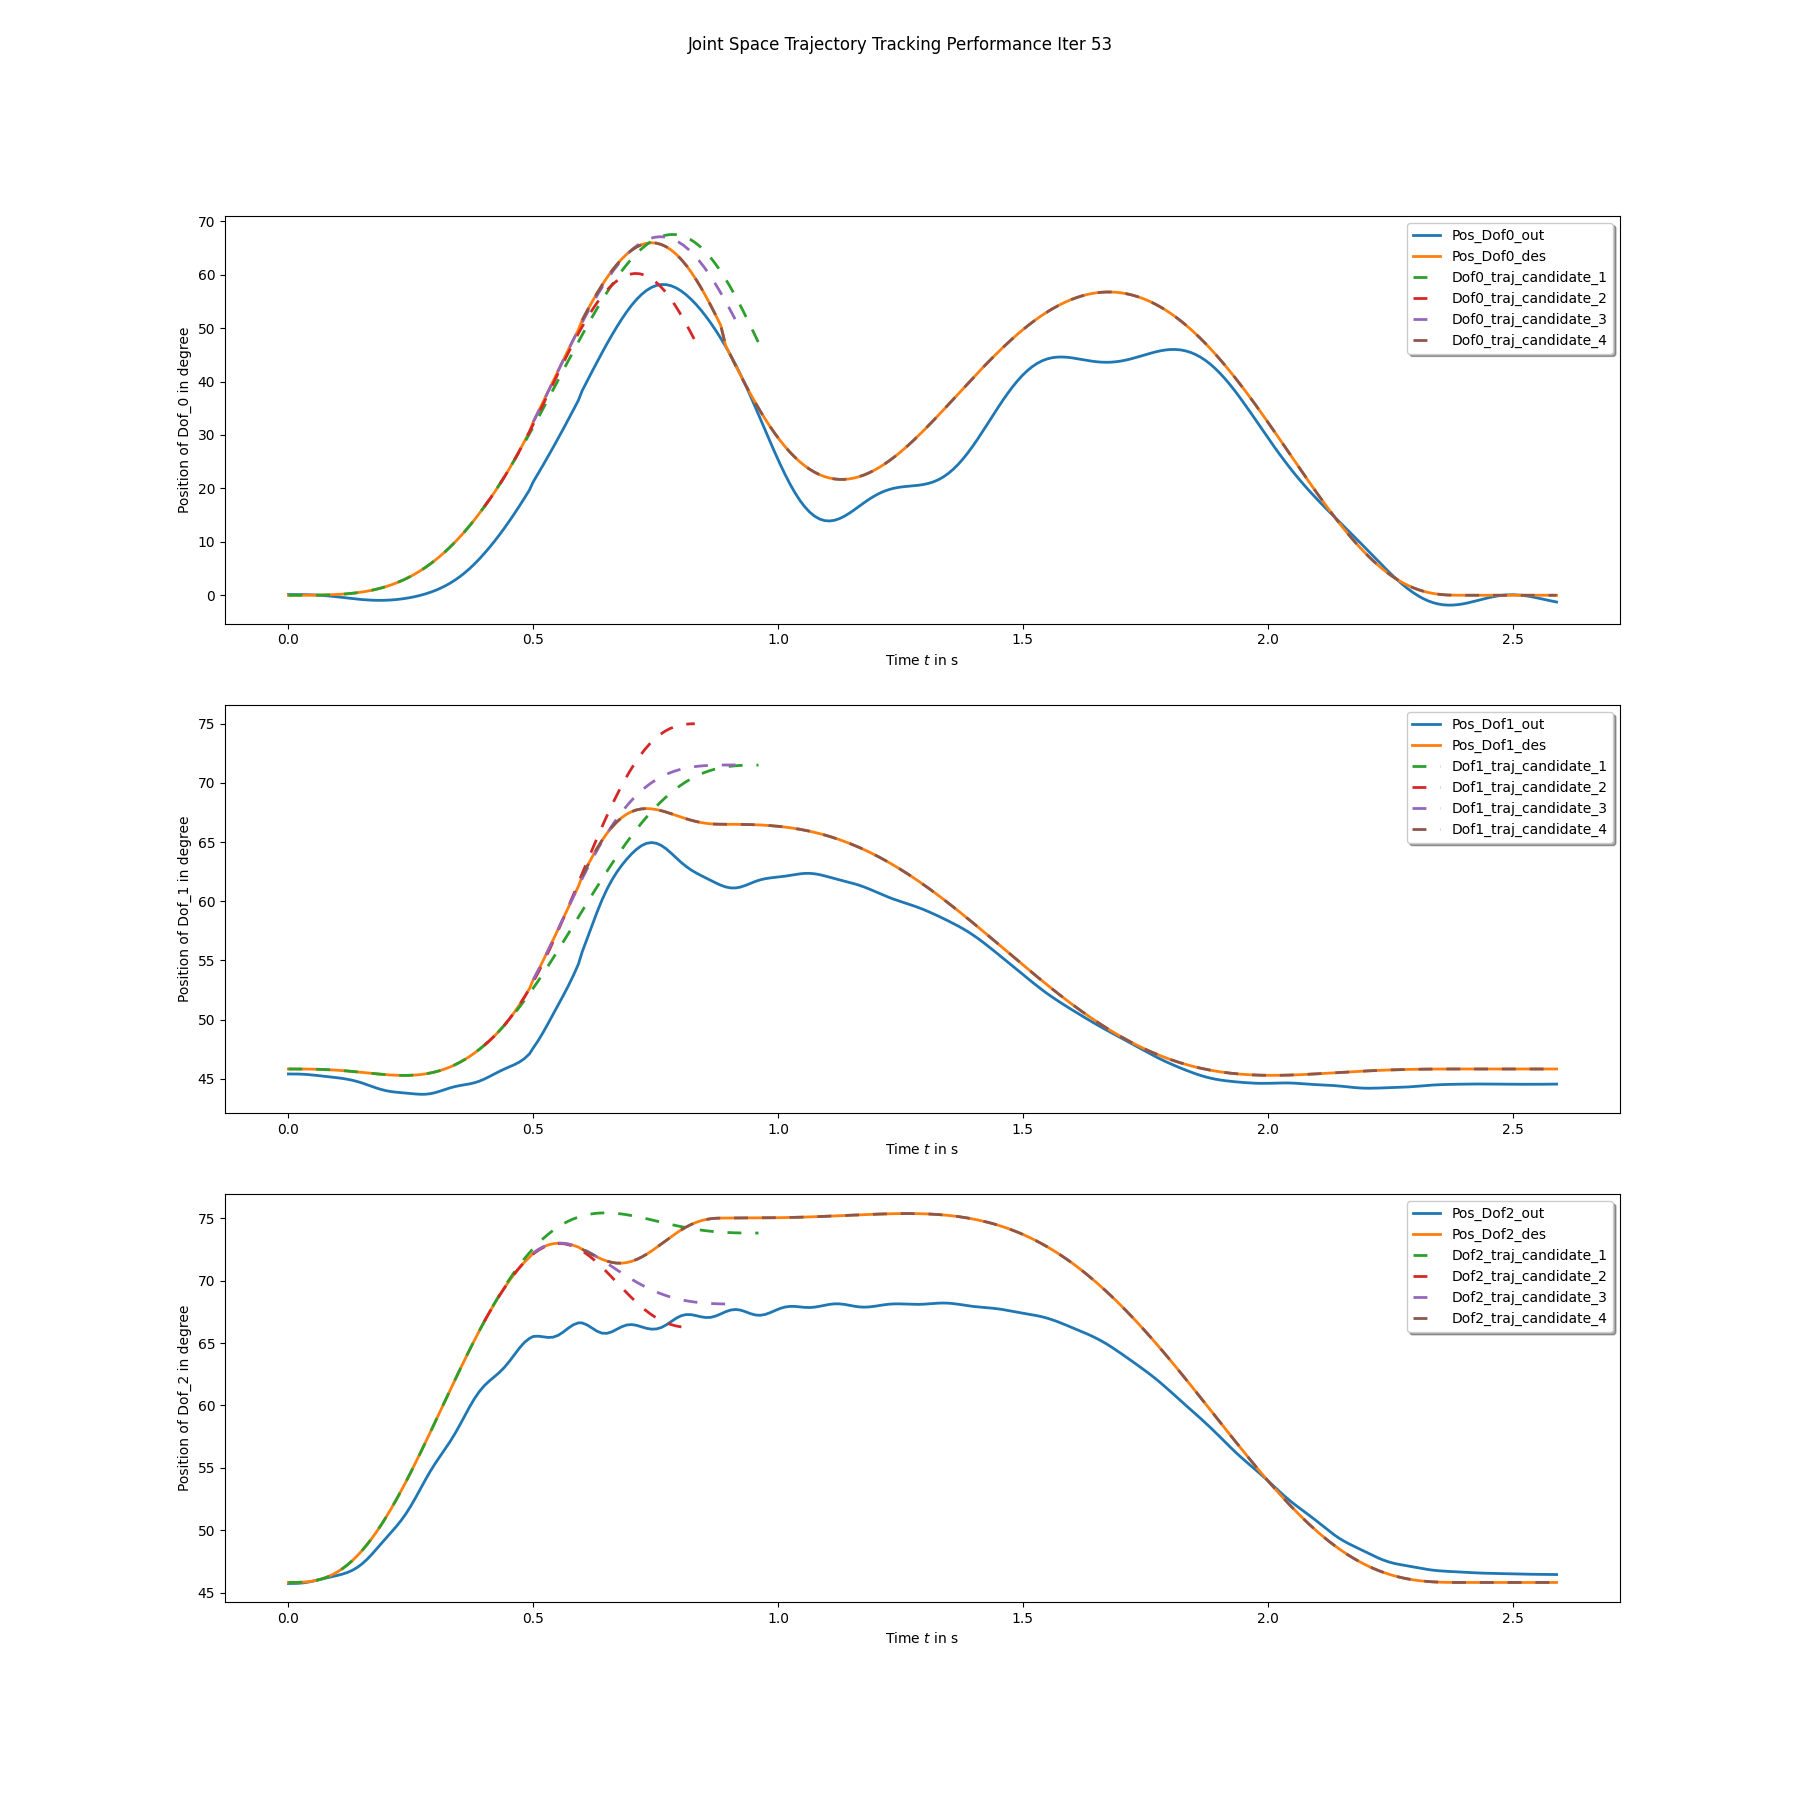 Joint Space Trajectory Tracking Performance Iter 53
70
60
50
40
30
20
10
0
Position of Dof_0 in degree
Pos_Dof0_out
Pos_Dof0_des
Dof0_traj_candidate_1
Dof0_traj_candidate_2
Dof0_traj_candidate_3
Dof0_traj_candidate_4
0.0 0.5 1.0 1.5 2.0 2.5
Time t in s
75
70
65
60
55
50
45
Position of Dof_1 in degree
Pos_Dof1_out
Pos_Dof1_des
Dof1_traj_candidate_1
Dof1_traj_candidate_2
Dof1_traj_candidate_3
Dof1_traj_candidate_4
0.0 0.5 1.0 1.5 2.0 2.5
Time t in s
75
70
65
60
55
50
45
Position of Dof_2 in degree
Pos_Dof2_out
Pos_Dof2_des
Dof2_traj_candidate_1
Dof2_traj_candidate_2
Dof2_traj_candidate_3
Dof2_traj_candidate_4
0.0 0.5 1.0 1.5 2.0 2.5
Time t in s